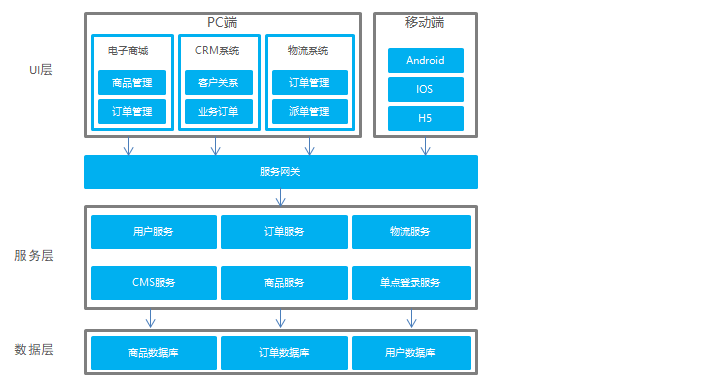 PC端
移动端
UI层
电子商城
CRM系统
物流系统
商品管理
客户关系
订单管理
订单管理
业务订单
派单管理
Android
IOS
H5
服务网关
服务层
用户服务
订单服务
物流服务
CMS服务
商品服务
单点登录服务
数据层
商品数据库
订单数据库
用户数据库